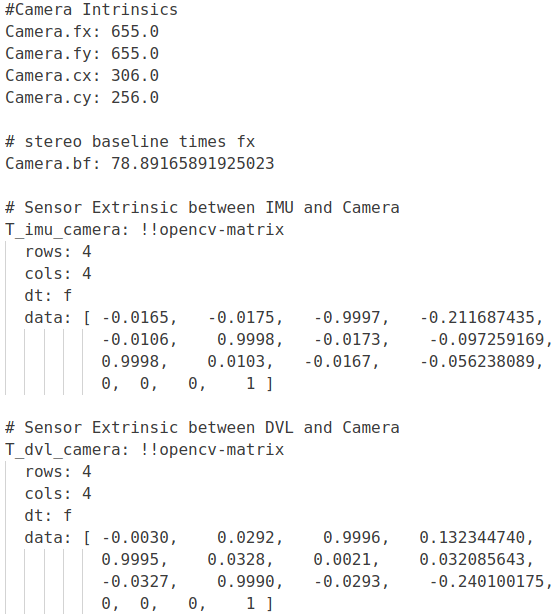 #Camera Intrinsics
Camera.fx: 655.0
Camera.fy: 655.0
Camera.cx: 306.0
Camera.cy: 256.0
# stereo baseline times fx
Camera.bf: 78.89165891925023
# Sensor Extrinsic between IMU and Camera
T_imu_camera: !!opencv-matrix
rows: 4
cols: 4
dt: f
data: [ -0.0165, -0.0175, -0.9997, -0.211687435,
-0.0106, 0.9998, -0.0173, -0.097259169,
0.9998, 0.0103, -0.0167, -0.056238089,
0, 0, 0, 1 ]
# Sensor Extrinsic between DVL and Camera
T_dvl_camera: !!opencv-matrix
rows: 4
cols: 4
dt: f
data: [ -0.0030, 0.0292, 0.9996, 0.132344740,
0.9995, 0.0328, 0.0021, 0.032085643,
-0.0327, 0.9990, -0.0293, -0.240100175,
0, 0, 0, 1 ]